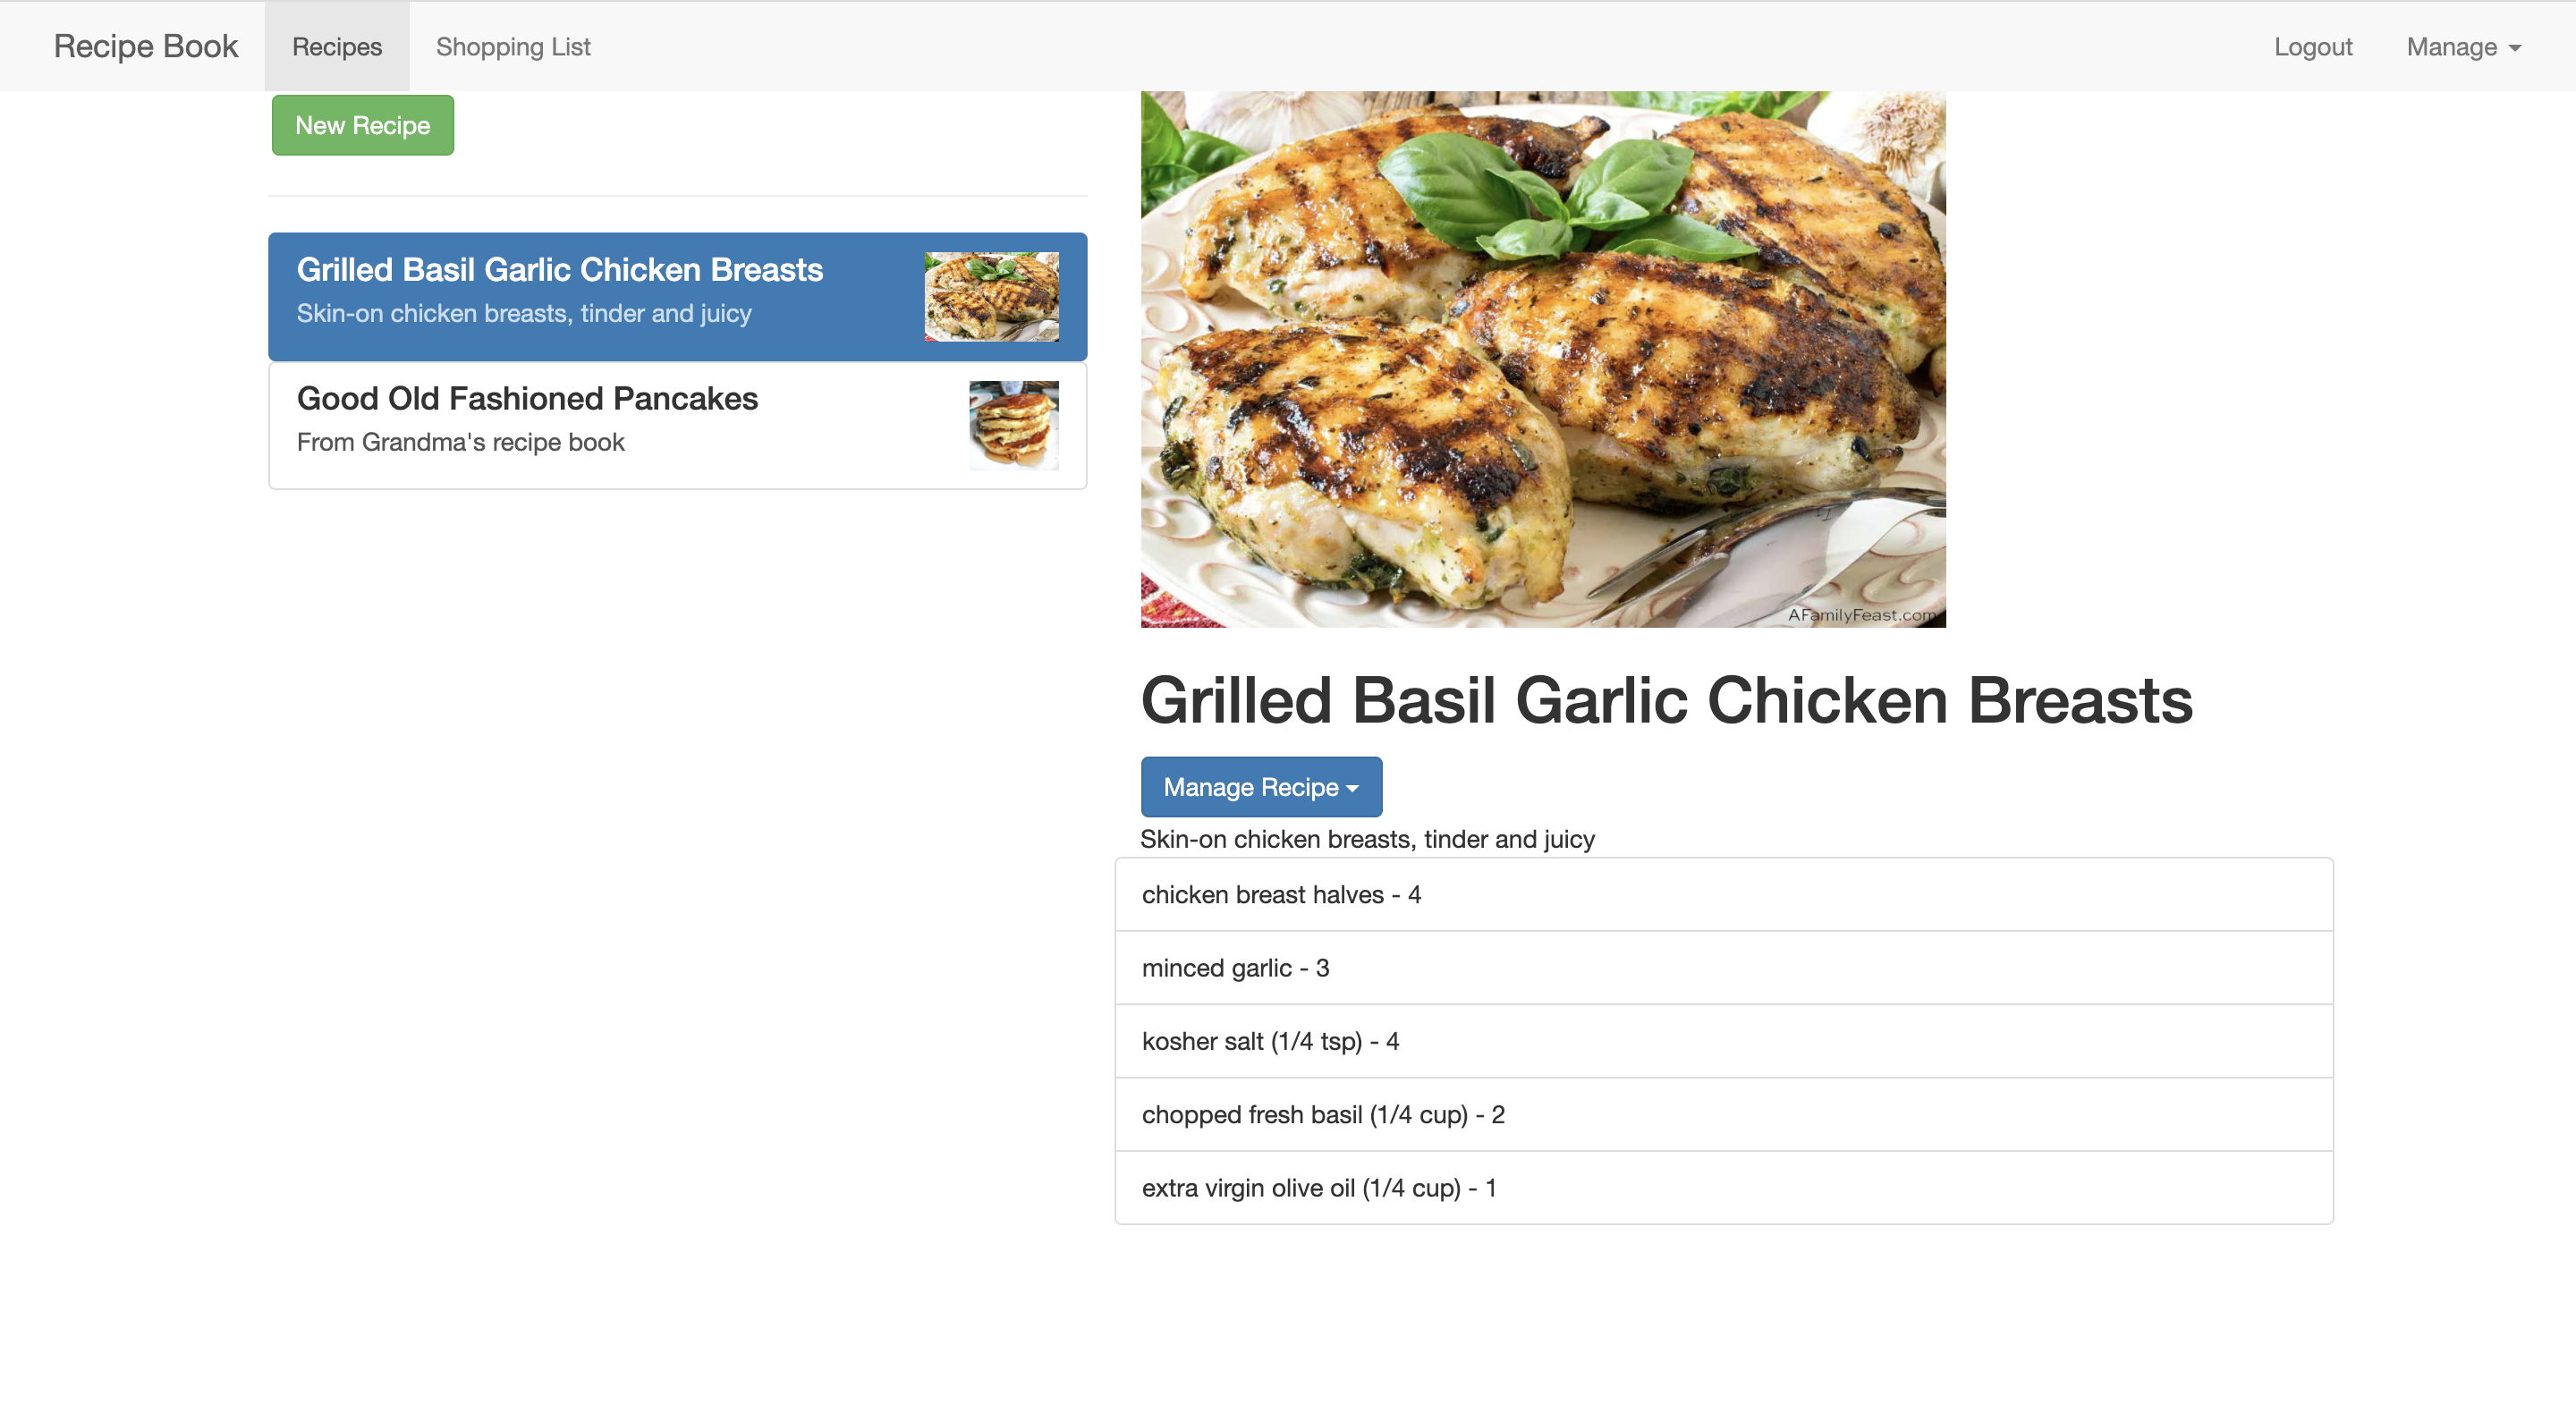 Recipe Book Recipes Shopping List Logout Manage
New Recipe
Grilled Basil Garlic Chicken Breasts
Skin-on chicken breasts, tinder and juicy
Good Old Fashioned Pancakes
From Grandma's recipe book
AFamilyFeast.com
Grilled Basil Garlic Chicken Breasts
Manage Recipe
Skin-on chicken breasts, tinder and juicy
chicken breast halves - 4
minced garlic - 3
kosher salt (1/4 tsp) - 4
chopped fresh basil (1/4 cup) - 2
extra virgin olive oil (1/4 cup) - 1